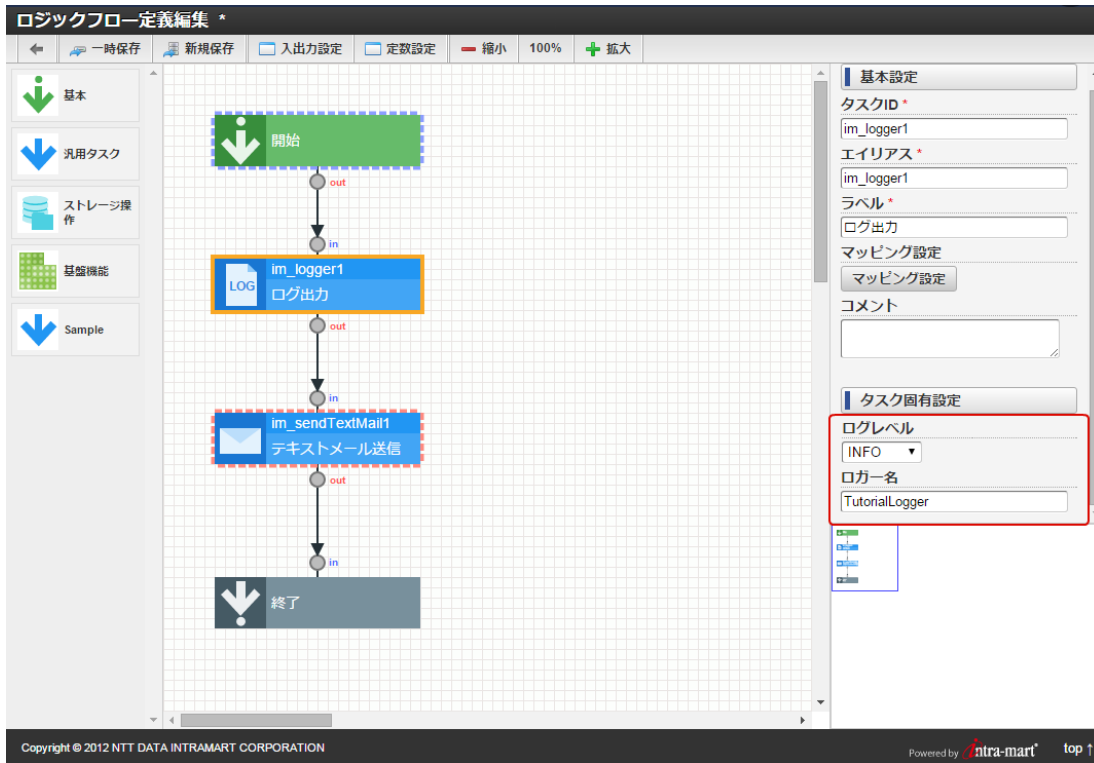 ロジックフロー定義編集 *
一時保存 新規保存 入出力設定 定数設定 縮小 100% 拡大
基本
汎用タスク
ストレージ操
作
基盤機能
Sample
開始
out
in
LOG
im_logger1
ログ出力
out
in
im_sendTextMail1
テキストメール送信
out
in
終了
基本設定
タスクID *
im_logger1
エイリアス *
im_logger1
ラベル *
ログ出力
マッピング設定
マッピング設定
コメント
タスク固有設定
ログレベル
INFO
ロガー名
TutorialLogger
Copyright © 2012 NTT DATA INTRAMART CORPORATION
Powered by intra-mart
top ↑